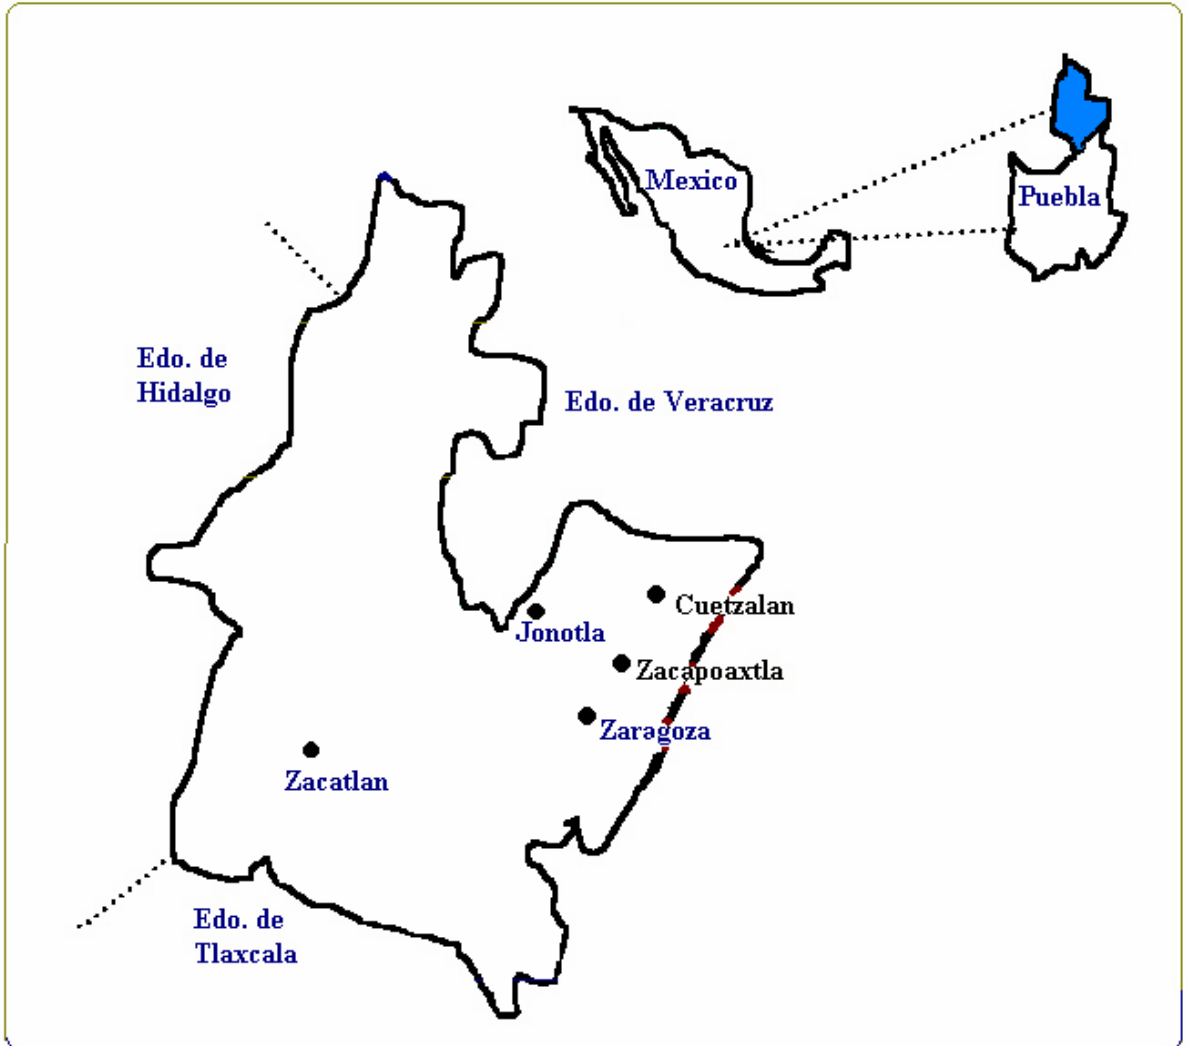 Mexico
Puebla
Edo. de
Hidalgo
Edo. de Veracruz
Cuetzalan
Jonotla
Zacapoaxtla
Zaragoza
Zacatlan
Edo. de
Tlaxcala